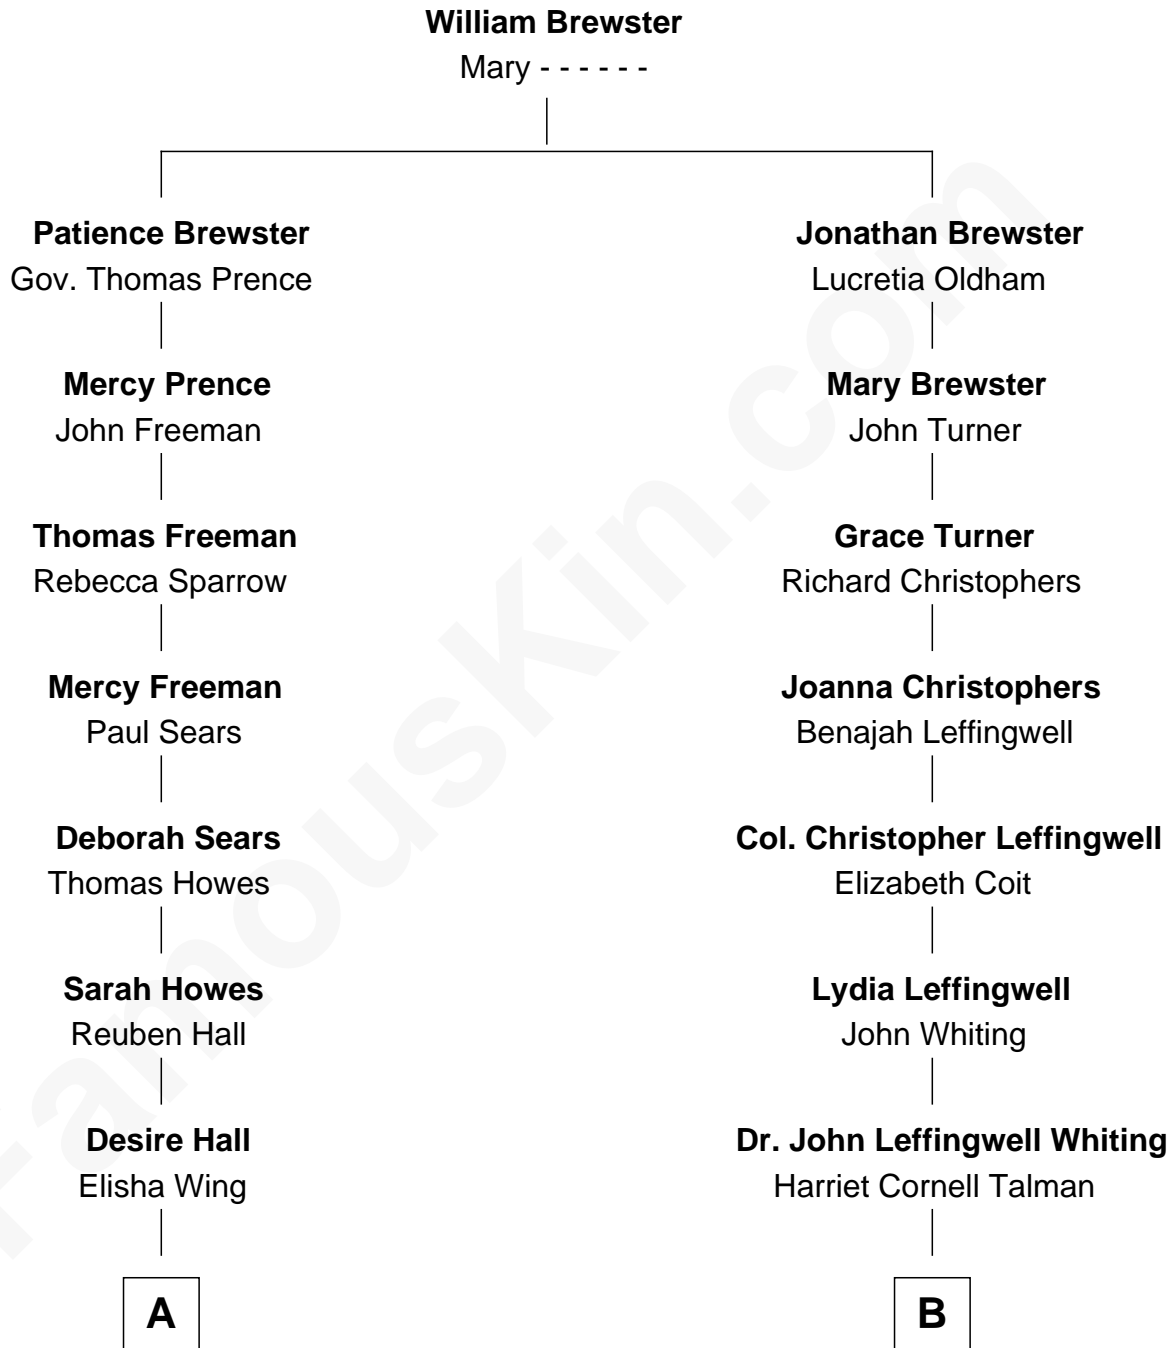 William Brewster
Mary - - - - - -
Patience Brewster
Gov. Thomas Prence
Jonathan Brewster
Lucretia Oldham
Mercy Prence
John Freeman
Mary Brewster
John Turner
Thomas Freeman
Rebecca Sparrow
Grace Turner
Richard Christophers
Mercy Freeman
Paul Sears
Joanna Christophers
Benajah Leffingwell
Deborah Sears
Thomas Howes
Col. Christopher Leffingwell
Elizabeth Coit
Sarah Howes
Reuben Hall
Lydia Leffingwell
John Whiting
Desire Hall
Elisha Wing
Dr. John Leffingwell Whiting
Harriet Cornell Talman
A
B
FamousKin.com